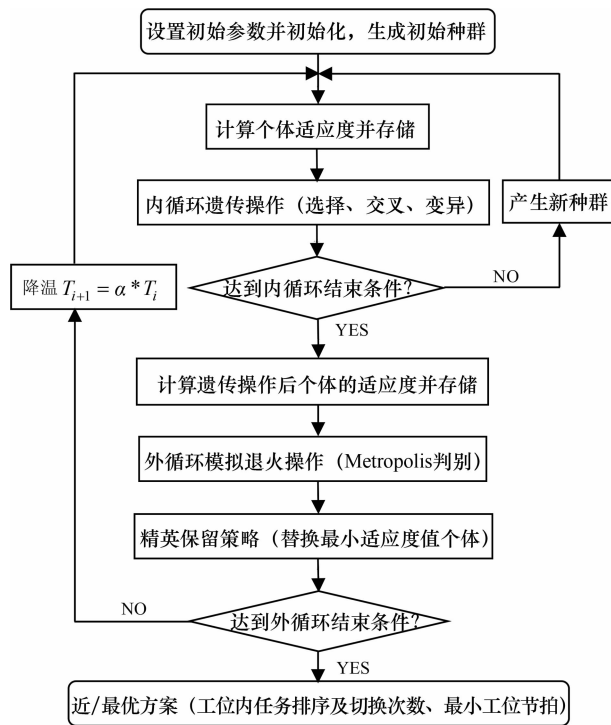 设置初始参数并初始化，生成初始种群
计算个体适应度并存储
内循环遗传操作（选择、交叉、变异）
产生新种群
降温 T_{i+1} = α * T_i
达到内循环结束条件？
NO
YES
计算遗传操作后个体的适应度并存储
外循环模拟退火操作（Metropolis判别）
精英保留策略（替换最小适应度值个体）
NO
达到外循环结束条件？
YES
近/最优方案（工位内任务排序及切换次数、最小工位节拍）